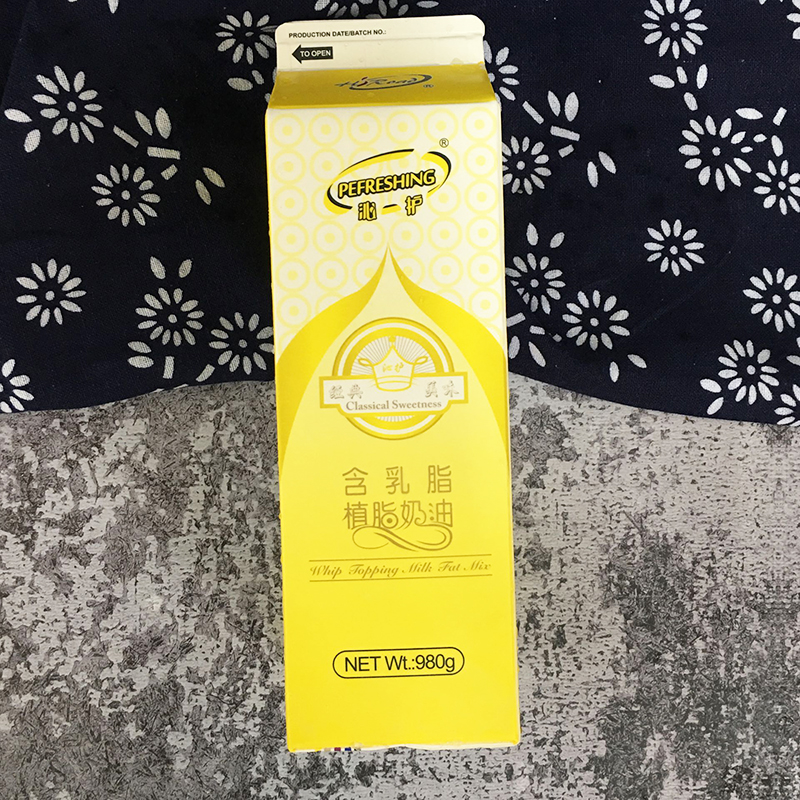 PRODUCTION DATE/BATCH NO.:
TO OPEN
®
®
PEFRESHING
沁一护
经典 美味
Classical Sweetness
含乳脂
植脂奶油
Whip Topping Milk Fat Mix
NET Wt.:980g